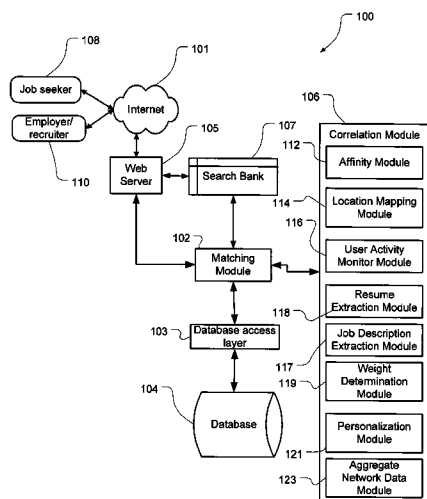 100
108
101
Job seeker
Internet
106
Employer/
recruiter
105
107
Correlation Module
112
Affinity Module
110
Web
Server
Search Bank
114
Location Mapping
Module
102
116
User Activity
Monitor Module
Matching
Module
118
Resume
Extraction Module
103
Database access
layer
117
Job Description
Extraction Module
119
Weight
Determination
Module
104
Database
Personalization
Module
121
Aggregate
Network Data
Module
123